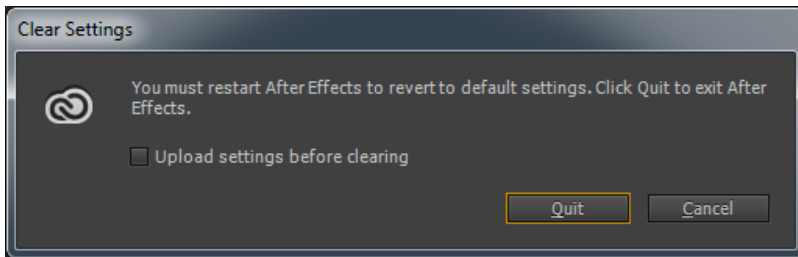 Clear Settings
You must restart After Effects to revert to default settings. Click Quit to exit After
Effects.
Upload settings before clearing
Quit
Cancel